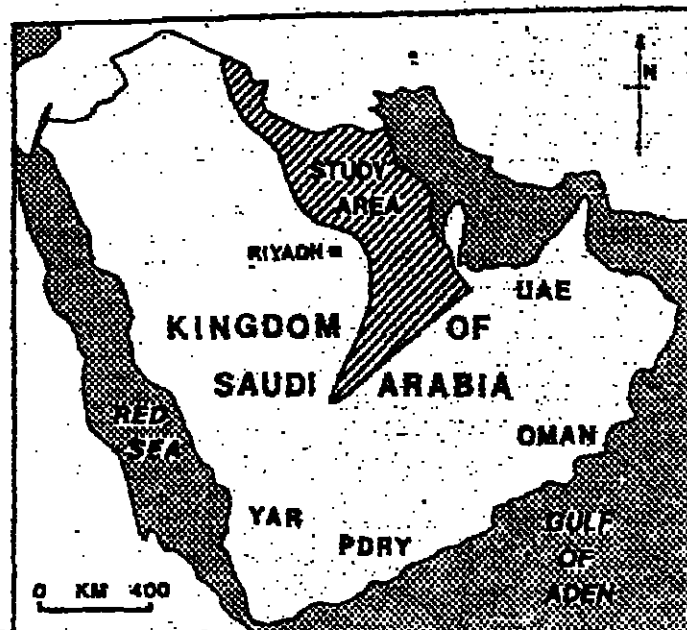 N
STUDY
AREA
RIYADH
UAE
KINGDOM OF
SAUDI ARABIA
RED
SEA
OMAN
YAR
PDRY
GULF
OF
ADEN
0 KM 400